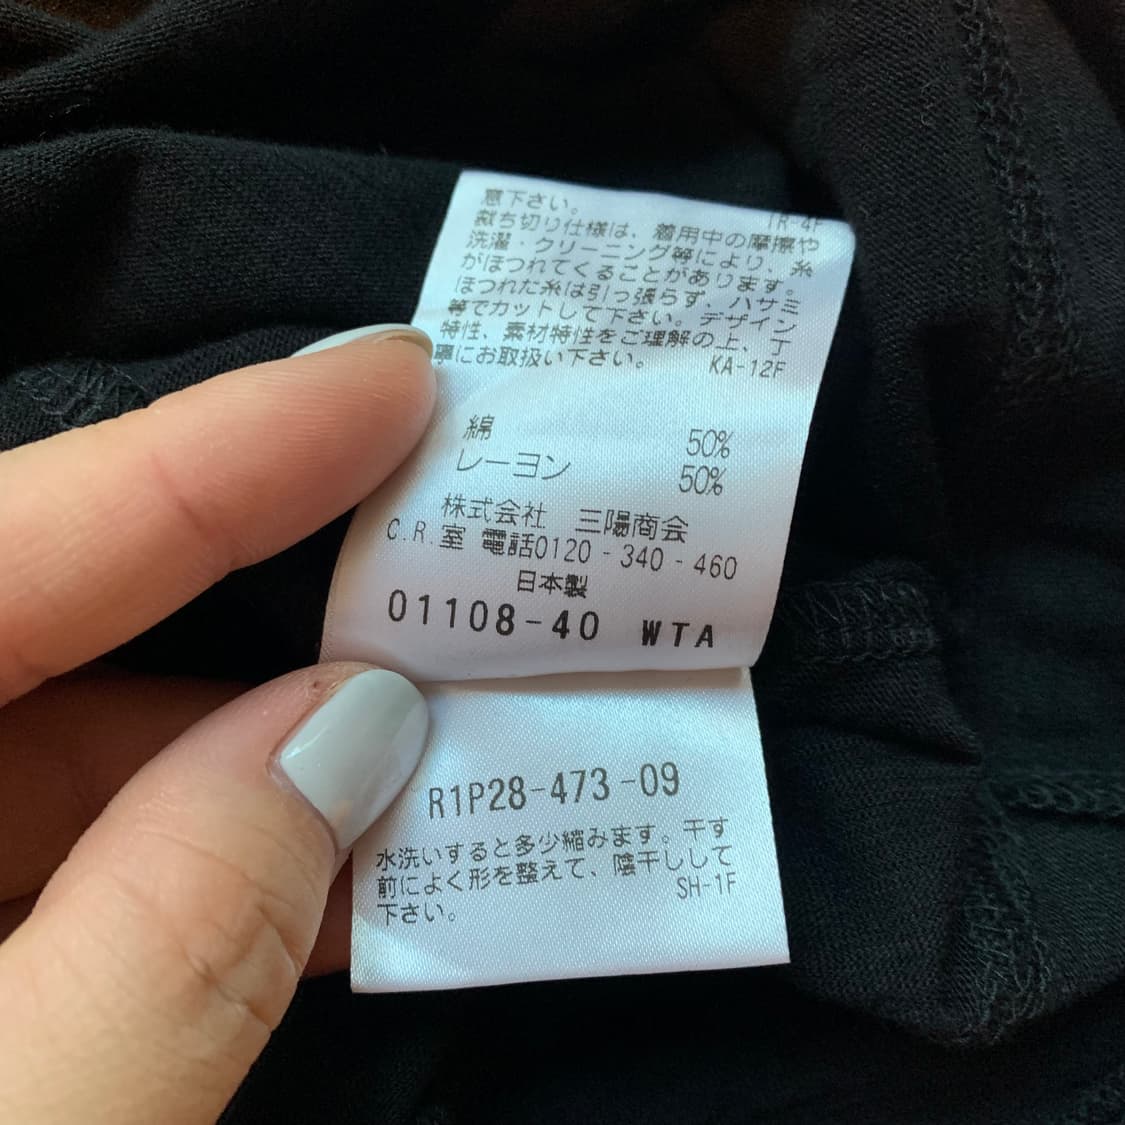 意下さい。
TR-4F
裁ち切り仕様は、着用中の摩擦や
洗濯・クリーニング等により、糸
がほつれてくることがあります。
ほつれた糸は引っ張らず、ハサミ
等でカットして下さい。デザイン
特性、素材特性をご理解の上、丁
寧にお取扱い下さい。 KA-12F
綿 50%
レーヨン 50%
株式会社 三陽商会
C.R.室 電話0120-340-460
日本製
01108-40 WTA
R1P28-473-09
水洗いすると多少縮みます。干す
前によく形を整えて、陰干しして
下さい。 SH-1F